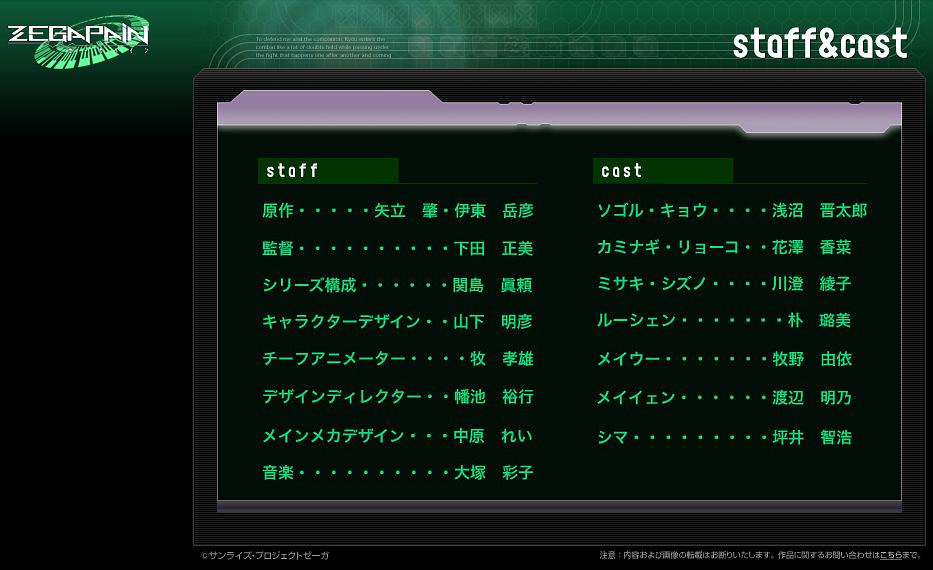 ZEGAPAIN
To defend me and the companion, Kyou enters the
combat like a lot of doubts held while passing under
the fight that happenes one after another and coming
staff&cast
staff
原作・・・・・矢立 肇・伊東 岳彦
監督・・・・・・・・・・下田 正美
シリーズ構成・・・・・・関島 眞頼
キャラクターデザイン・・山下 明彦
チーフアニメーター・・・・牧 孝雄
デザインディレクター・・幡池 裕行
メインメカデザイン・・・中原 れい
音楽・・・・・・・・・・大塚 彩子
cast
ソゴル・キョウ・・・・浅沼 晋太郎
カミナギ・リョーコ・・花澤 香菜
ミサキ・シズノ・・・・川澄 綾子
ルーシェン・・・・・・・朴 璐美
メイウー・・・・・・・牧野 由依
メイイェン・・・・・・渡辺 明乃
シマ・・・・・・・・・坪井 智浩
©サンライズ・プロジェクトゼーガ
注意：内容および画像の転載はお断りいたします。作品に関するお問い合わせはこちらまで。